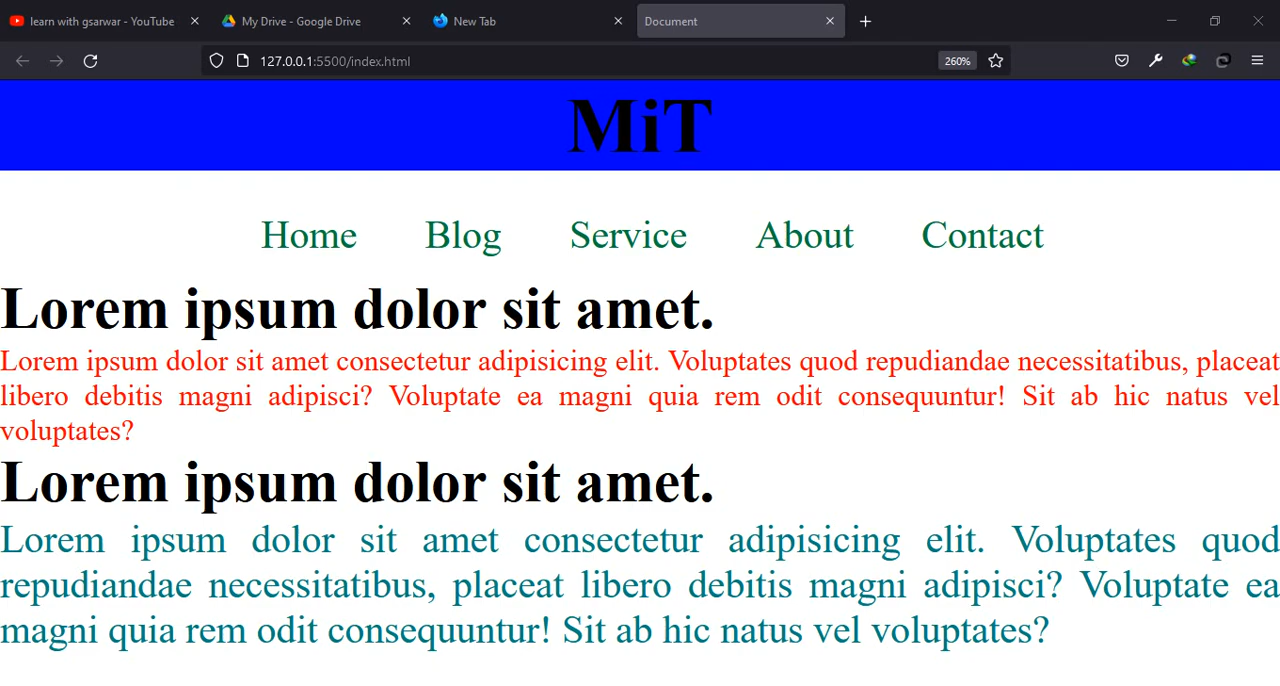 learn with gsarwar - YouTube My Drive - Google Drive New Tab Document
127.0.0.1:5500/index.html 260%
MiT
Home Blog Service About Contact
Lorem ipsum dolor sit amet.
Lorem ipsum dolor sit amet consectetur adipisicing elit. Voluptates quod repudiandae necessitatibus, placeat
libero debitis magni adipisci? Voluptate ea magni quia rem odit consequuntur! Sit ab hic natus vel
voluptates?
Lorem ipsum dolor sit amet.
Lorem ipsum dolor sit amet consectetur adipisicing elit. Voluptates quod
repudiandae necessitatibus, placeat libero debitis magni adipisci? Voluptate ea
magni quia rem odit consequuntur! Sit ab hic natus vel voluptates?